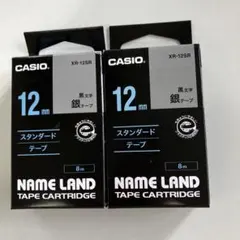 CASIO
XR-12SR
12mm
黒文字
銀テープ
スタンダード
テープ
8m
NAME LAND
TAPE CARTRIDGE
CASIO
XR-12SR
12mm
黒文字
銀テープ
スタンダード
テープ
8m
NAME LAND
TAPE CARTRIDGE